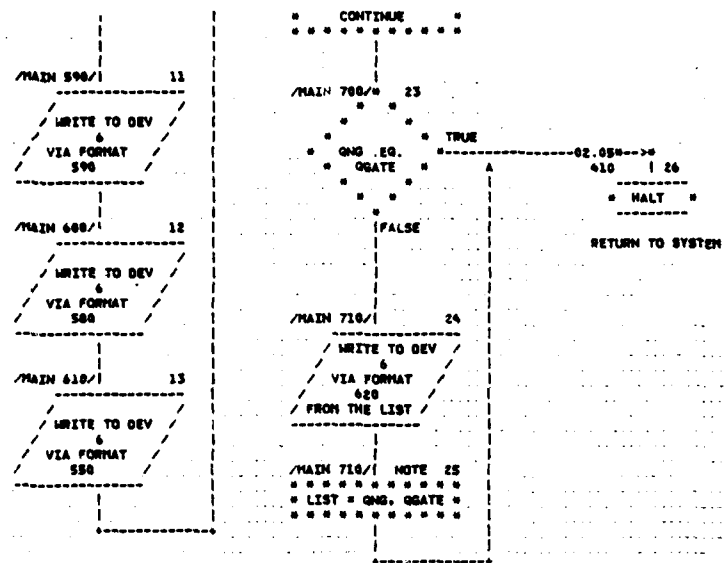 * CONTINUE *
/MAIN 590/ 11
WRITE TO DEV
6
VIA FORMAT
590
/MAIN 600/ 12
WRITE TO DEV
6
VIA FORMAT
580
/MAIN 610/ 13
WRITE TO DEV
6
VIA FORMAT
550
/MAIN 700/ 23
QNG .EQ.
QGATE
TRUE
FALSE
02.05*-->*
410 26
* HALT *
RETURN TO SYSTEM
/MAIN 710/ 24
WRITE TO DEV
6
VIA FORMAT
620
FROM THE LIST
/MAIN 710/ NOTE 25
* LIST = QNG, QGATE *